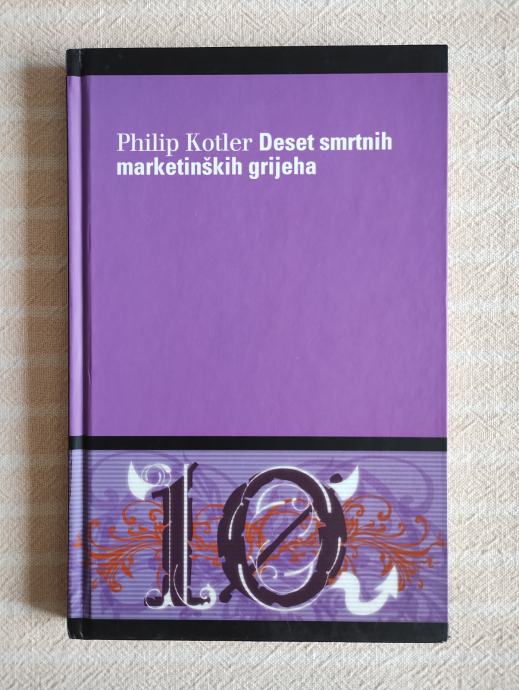 Philip Kotler Deset smrtnih
marketinških grijeha
10